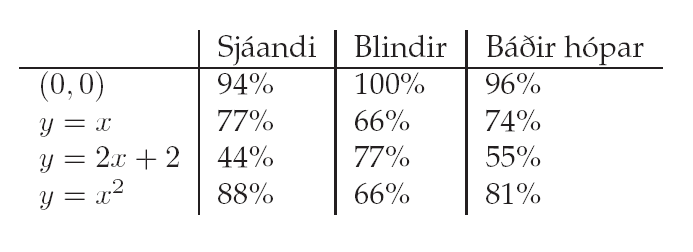 Sjáandi Blindir Báðir hópar
(0, 0) 94% 100% 96%
y = x 77% 66% 74%
y = 2x + 2 44% 77% 55%
y = x² 88% 66% 81%